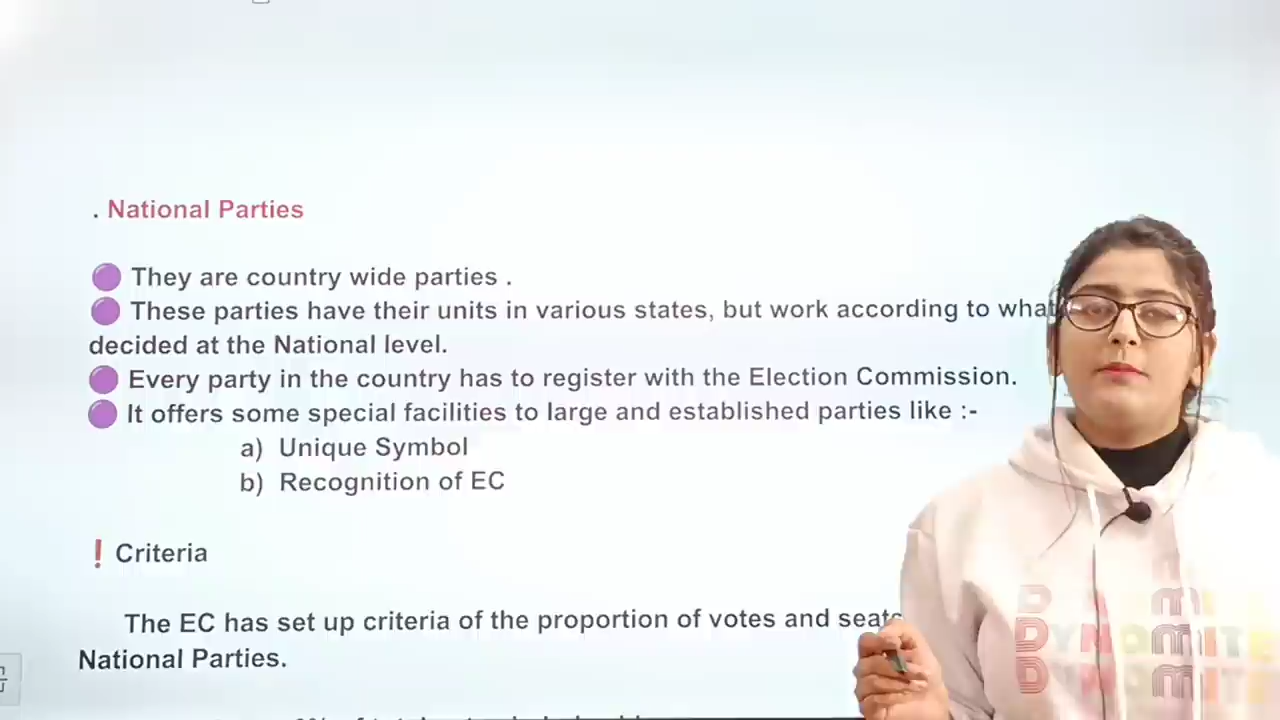 . National Parties
They are country wide parties .
These parties have their units in various states, but work according to what
decided at the National level.
Every party in the country has to register with the Election Commission.
It offers some special facilities to large and established parties like :-
a) Unique Symbol
b) Recognition of EC
❗ Criteria
The EC has set up criteria of the proportion of votes and seats
National Parties.
DYNAMITE